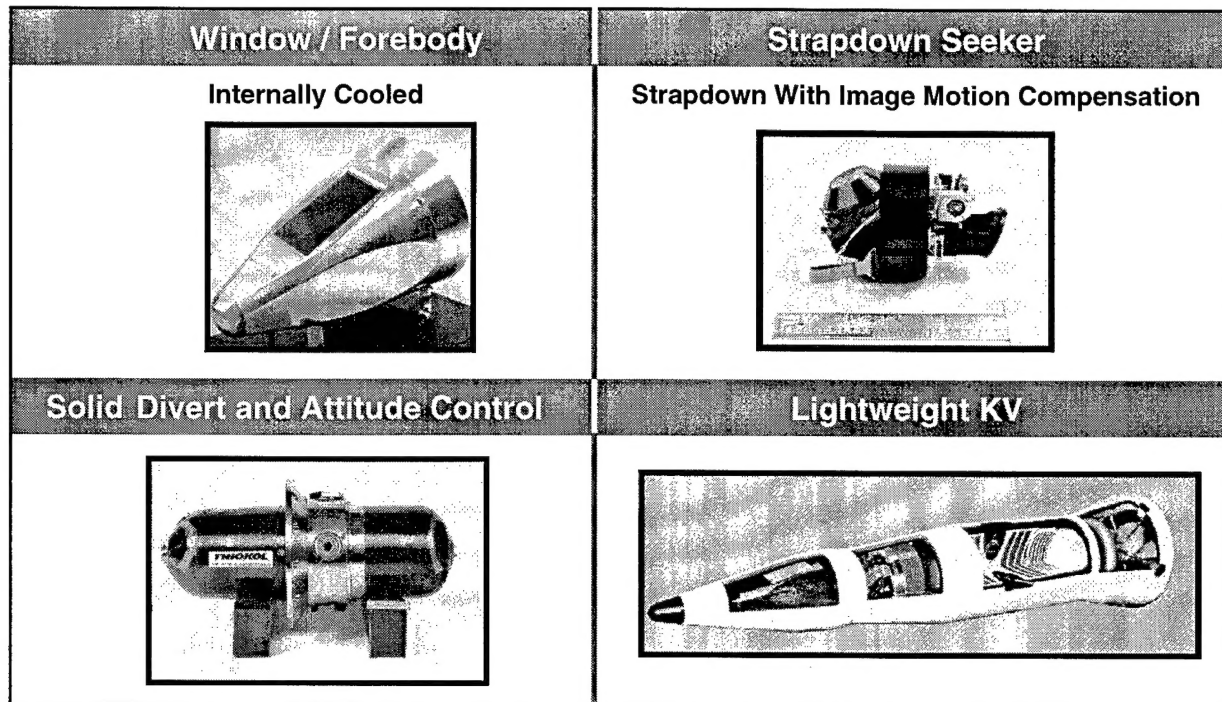 Window / Forebody
Strapdown Seeker
Internally Cooled
Strapdown With Image Motion Compensation
Solid Divert and Attitude Control
Lightweight KV
THIOKOL